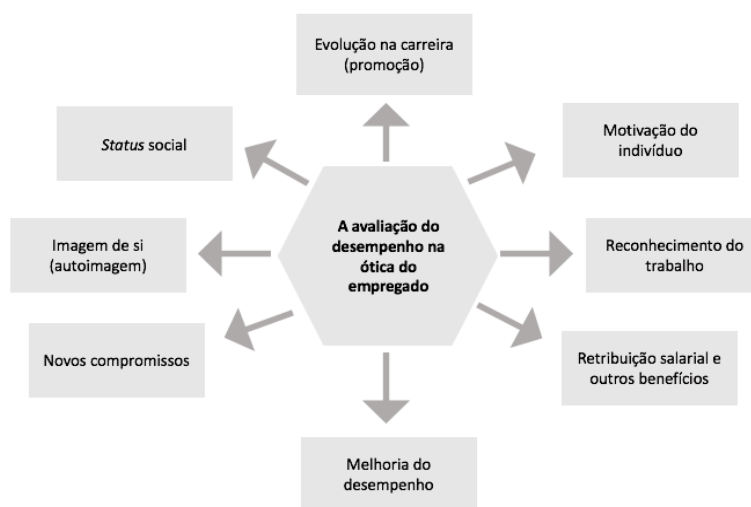 Evolução na carreira
(promoção)
Status social
Motivação do
indivíduo
A avaliação do
desempenho na
ótica do
empregado
Imagem de si
(autoimagem)
Reconhecimento do
trabalho
Novos compromissos
Retribuição salarial e
outros benefícios
Melhoria do
desempenho